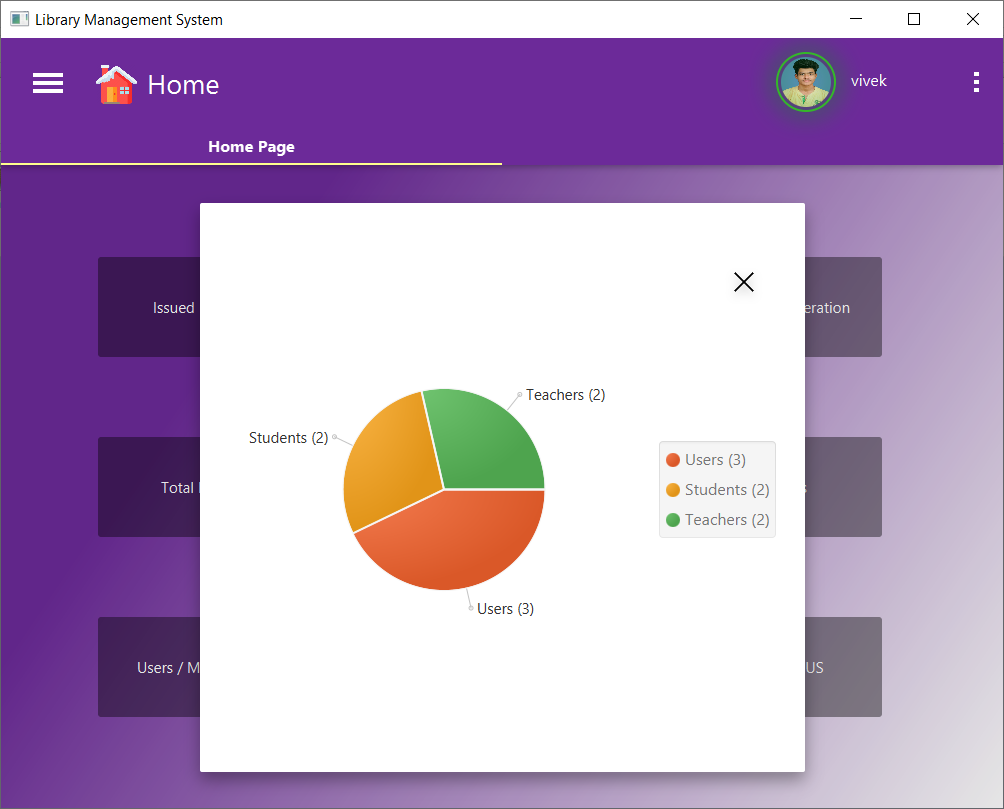 Library Management System
Home
vivek
Home Page
Issued
eration
Teachers (2)
Students (2)
Users (3)
Users (3)
Students (2)
Teachers (2)
Total
Users / M
US